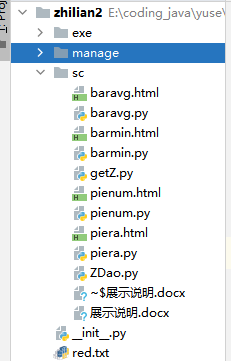 1: Proj
zhilian2 E:\coding_java\yuse\
exe
manage
sc
baravg.html
baravg.py
barmin.html
barmin.py
getZ.py
pienum.html
pienum.py
piera.html
piera.py
ZDao.py
~$展示说明.docx
展示说明.docx
__init__.py
red.txt